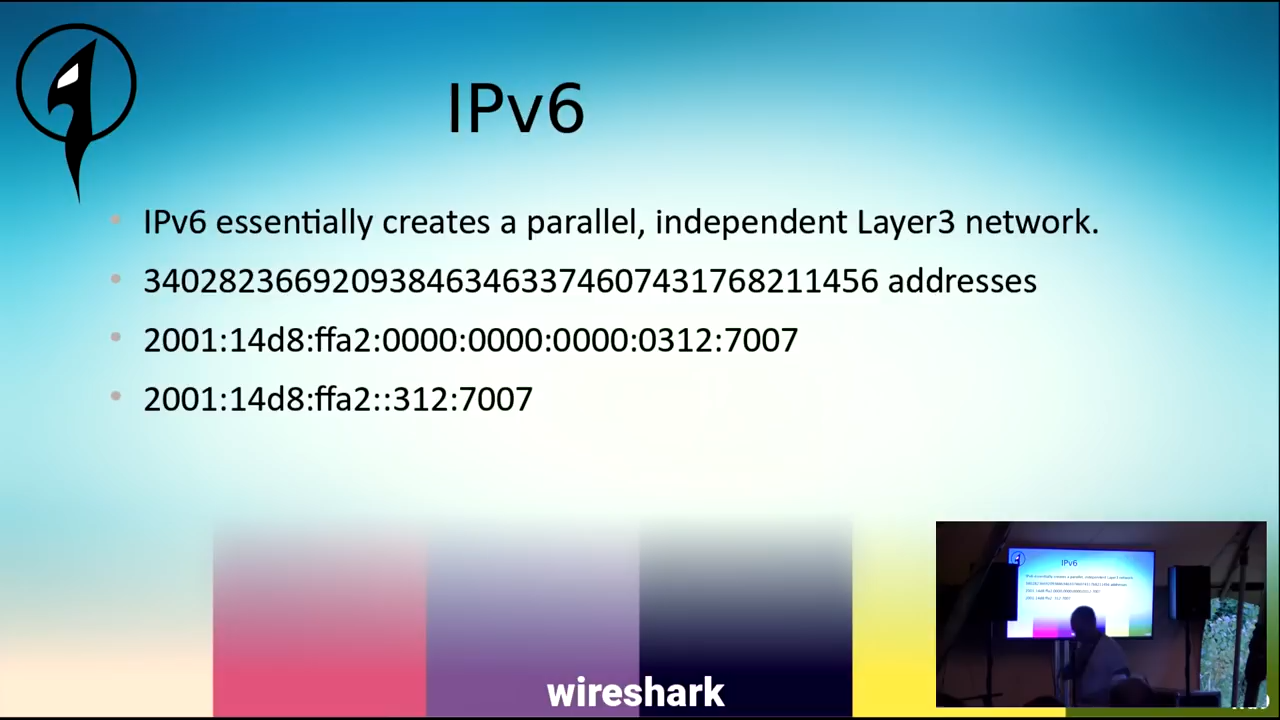 IPv6
IPv6 essentially creates a parallel, independent Layer3 network.
340282366920938463463374607431768211456 addresses
2001:14d8:ffa2:0000:0000:0000:0312:7007
2001:14d8:ffa2::312:7007
wireshark
IPv6